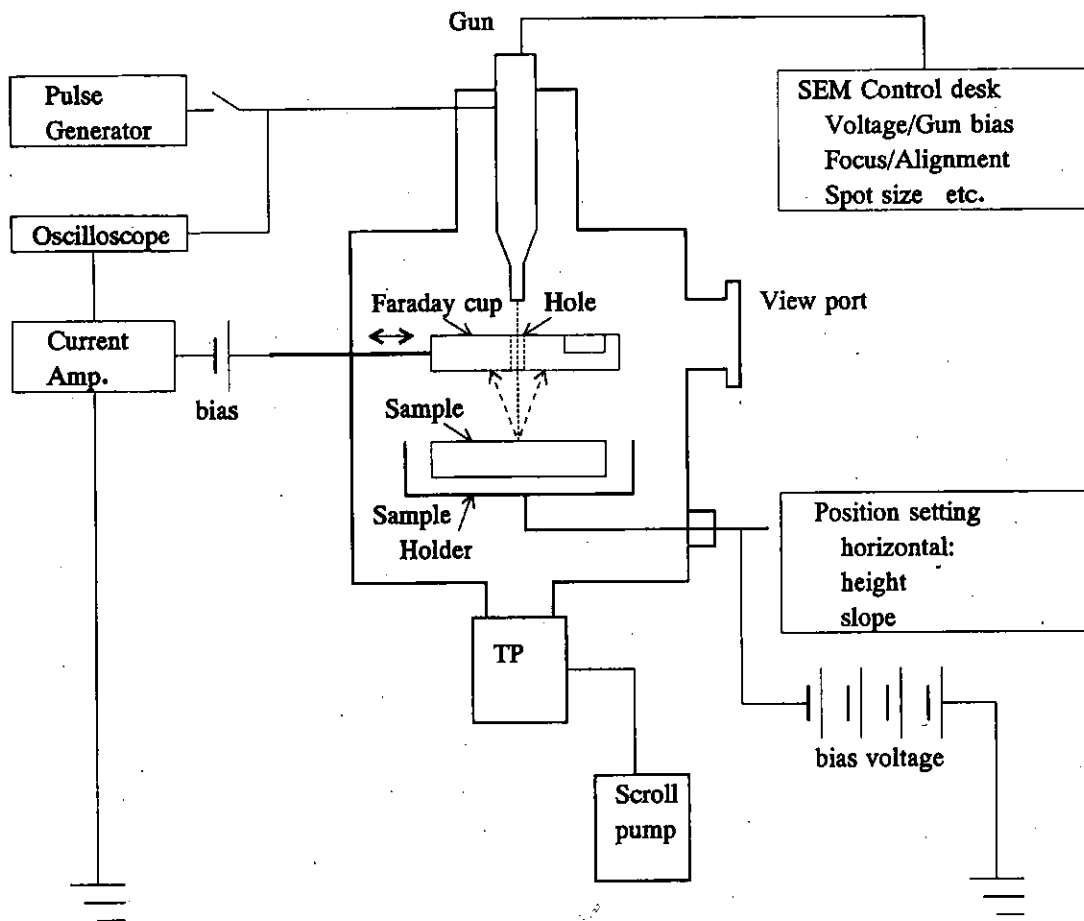 Gun
Pulse
Generator
SEM Control desk
Voltage/Gun bias
Focus/Alignment
Spot size etc.
Oscilloscope
Faraday cup
Hole
View port
Current
Amp.
bias
Sample
Sample
Holder
Position setting
horizontal:
height
slope
TP
bias voltage
Scroll
pump